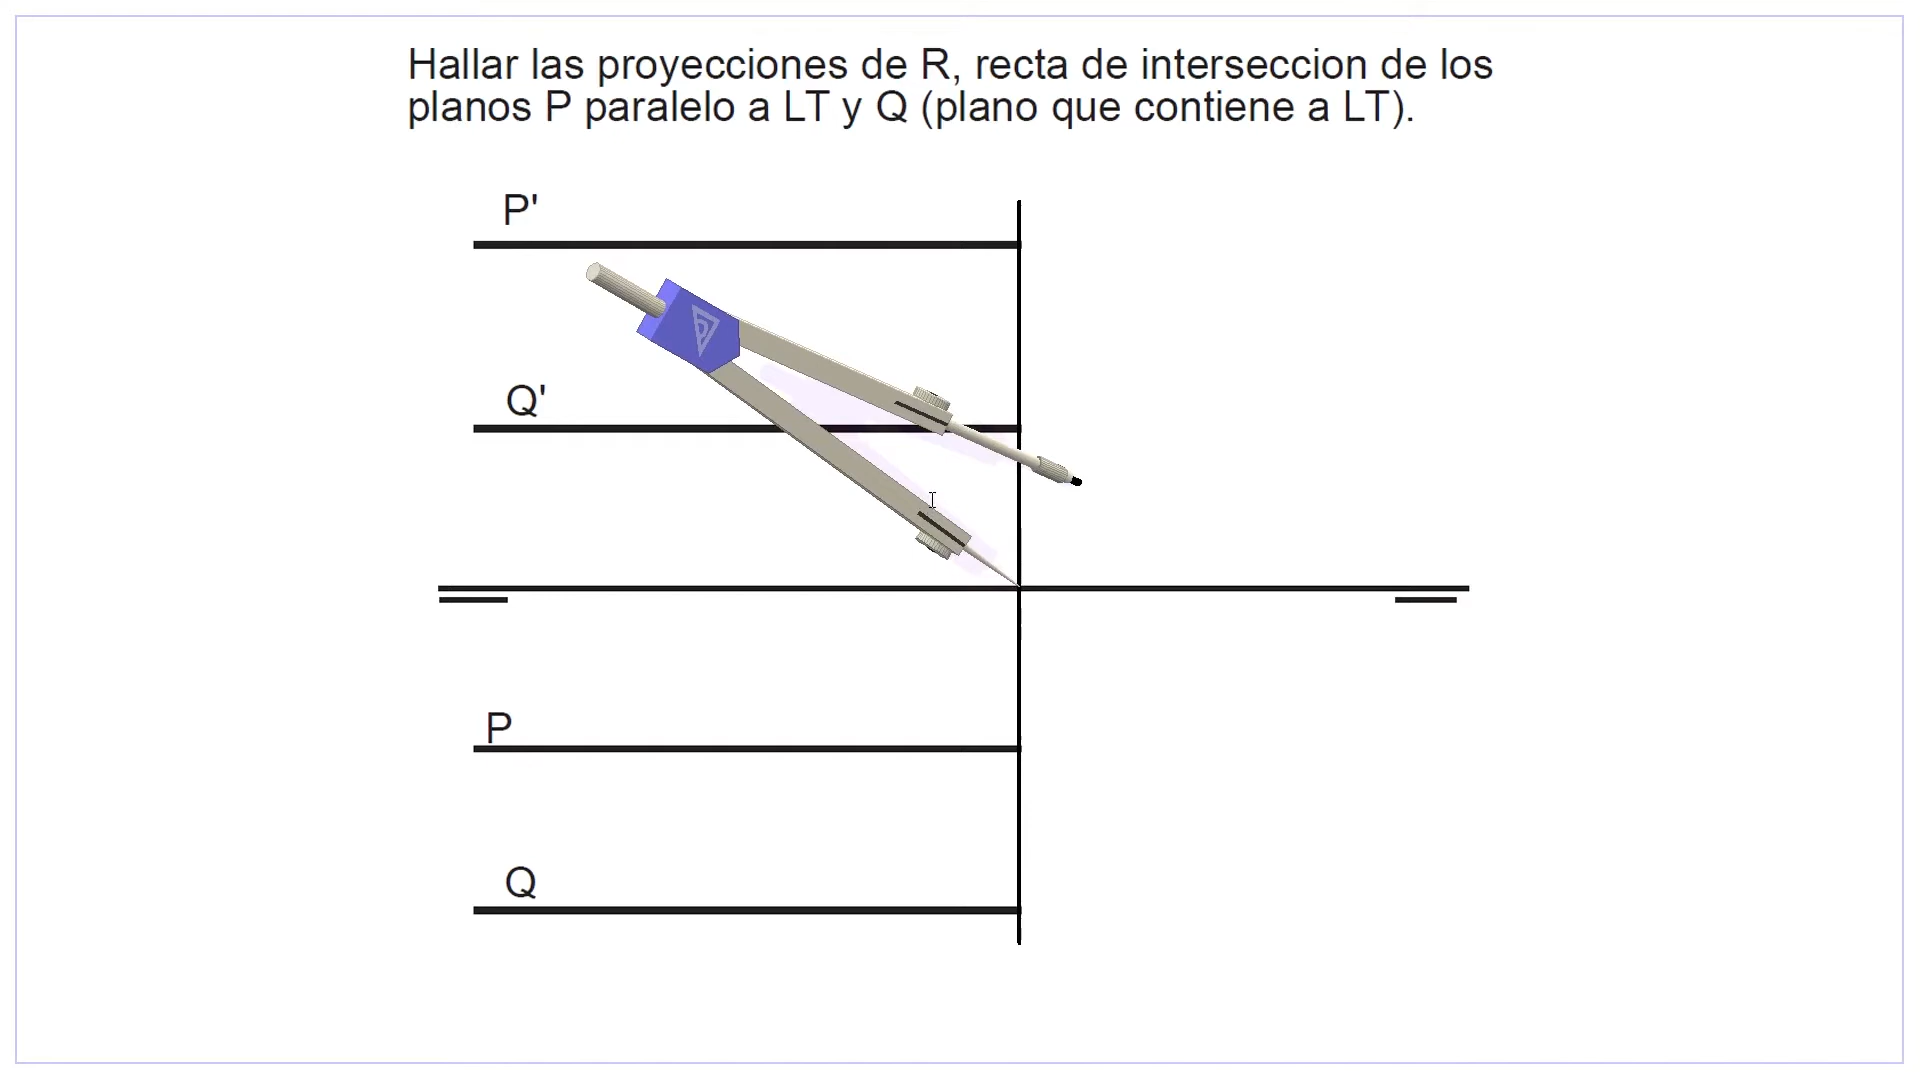 Hallar las proyecciones de R, recta de interseccion de los
planos P paralelo a LT y Q (plano que contiene a LT).
P'
Q'
P
Q